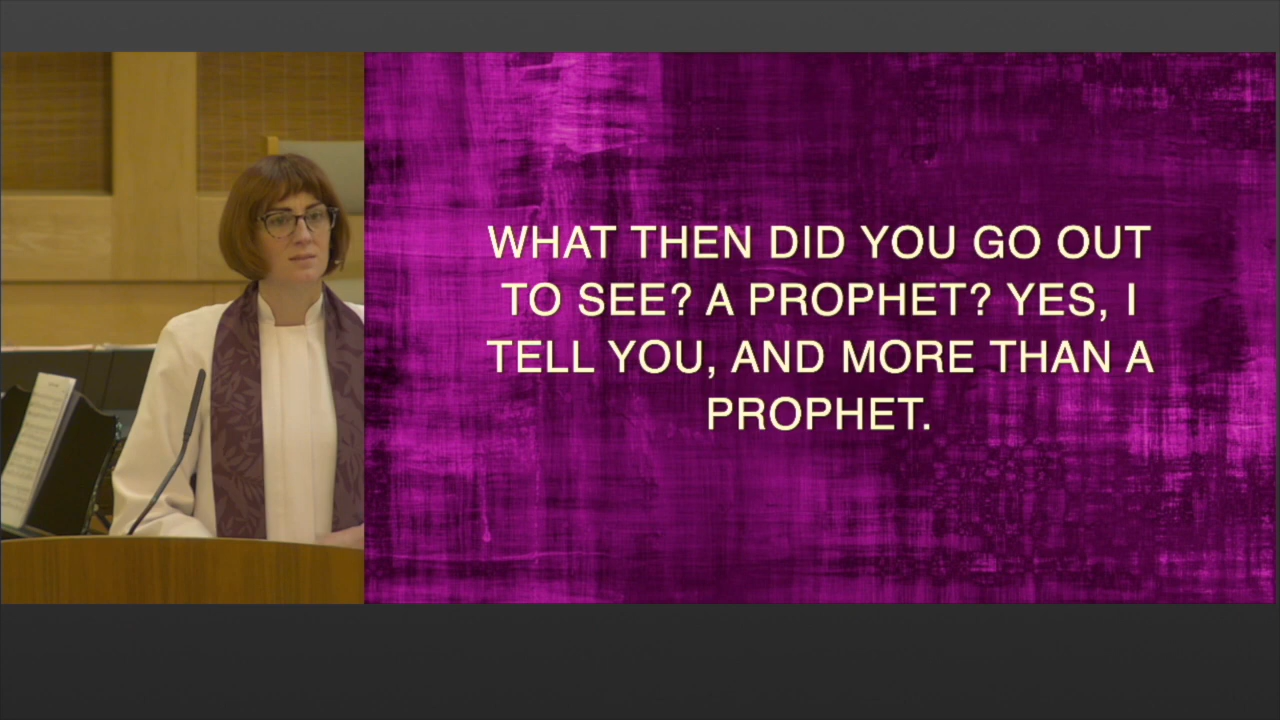 WHAT THEN DID YOU GO OUT
TO SEE? A PROPHET? YES, I
TELL YOU, AND MORE THAN A
PROPHET.